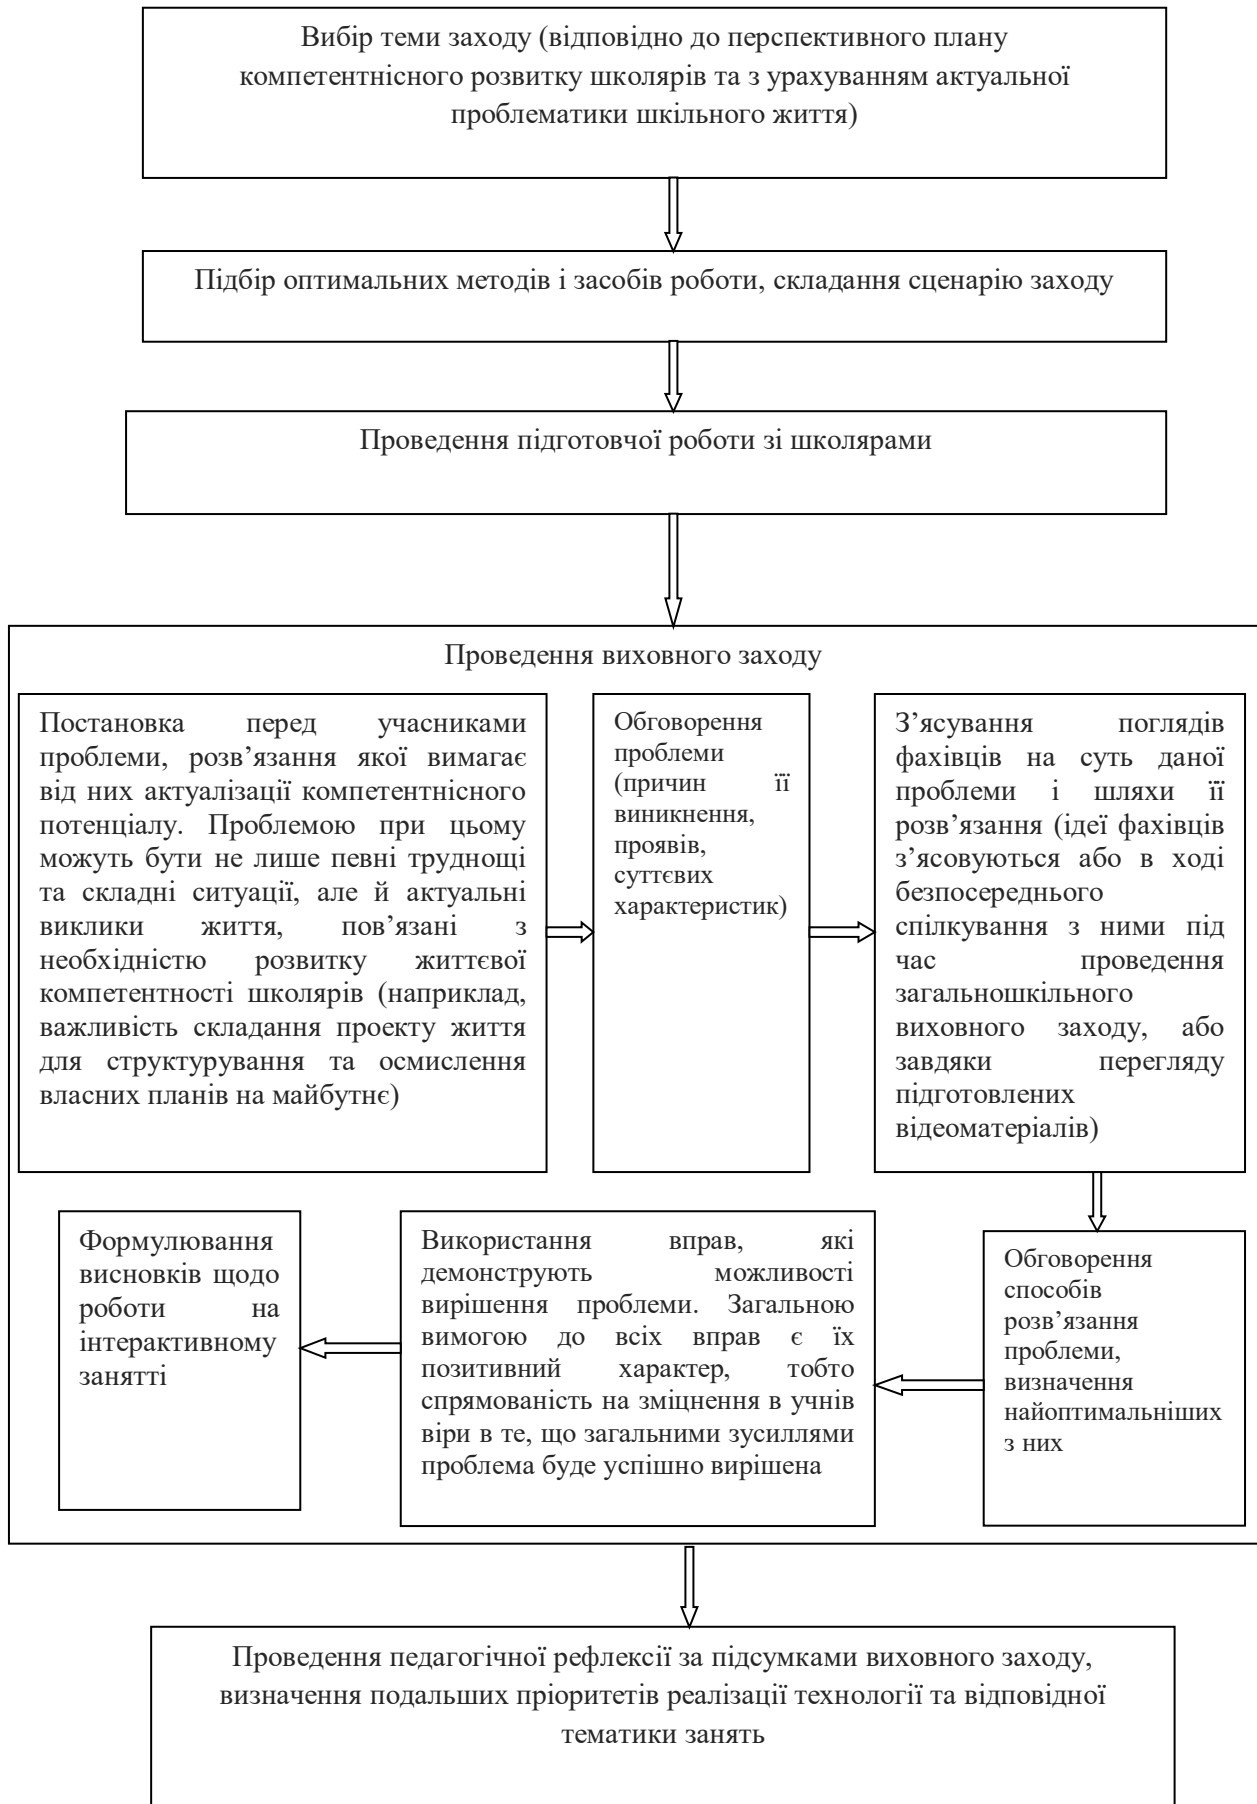 Вибір теми заходу (відповідно до перспективного плану
компетентнісного розвитку школярів та з урахуванням актуальної
проблематики шкільного життя)
Підбір оптимальних методів і засобів роботи, складання сценарію заходу
Проведення підготовчої роботи зі школярами
Проведення виховного заходу
Постановка перед учасниками
проблеми, розв’язання якої вимагає
від них актуалізації компетентнісного
потенціалу. Проблемою при цьому
можуть бути не лише певні труднощі
та складні ситуації, але й актуальні
виклики життя, пов’язані з
необхідністю розвитку життєвої
компетентності школярів (наприклад,
важливість складання проекту життя
для структурування та осмислення
власних планів на майбутнє)
Обговорення
проблеми
(причин її
виникнення,
проявів,
суттєвих
характеристик)
З’ясування поглядів
фахівців на суть даної
проблеми і шляхи її
розв’язання (ідеї фахівців
з’ясовуються або в ході
безпосереднього
спілкування з ними під
час проведення
загальношкільного
виховного заходу, або
завдяки перегляду
підготовлених
відеоматеріалів)
Обговорення
способів
розв’язання
проблеми,
визначення
найоптимальніших
з них
Використання вправ, які
демонструють можливості
вирішення проблеми. Загальною
вимогою до всіх вправ є їх
позитивний характер, тобто
спрямованість на зміцнення в учнів
віри в те, що загальними зусиллями
проблема буде успішно вирішена
Формулювання
висновків щодо
роботи на
інтерактивному
занятті
Проведення педагогічної рефлексії за підсумками виховного заходу,
визначення подальших пріоритетів реалізації технології та відповідної
тематики занять